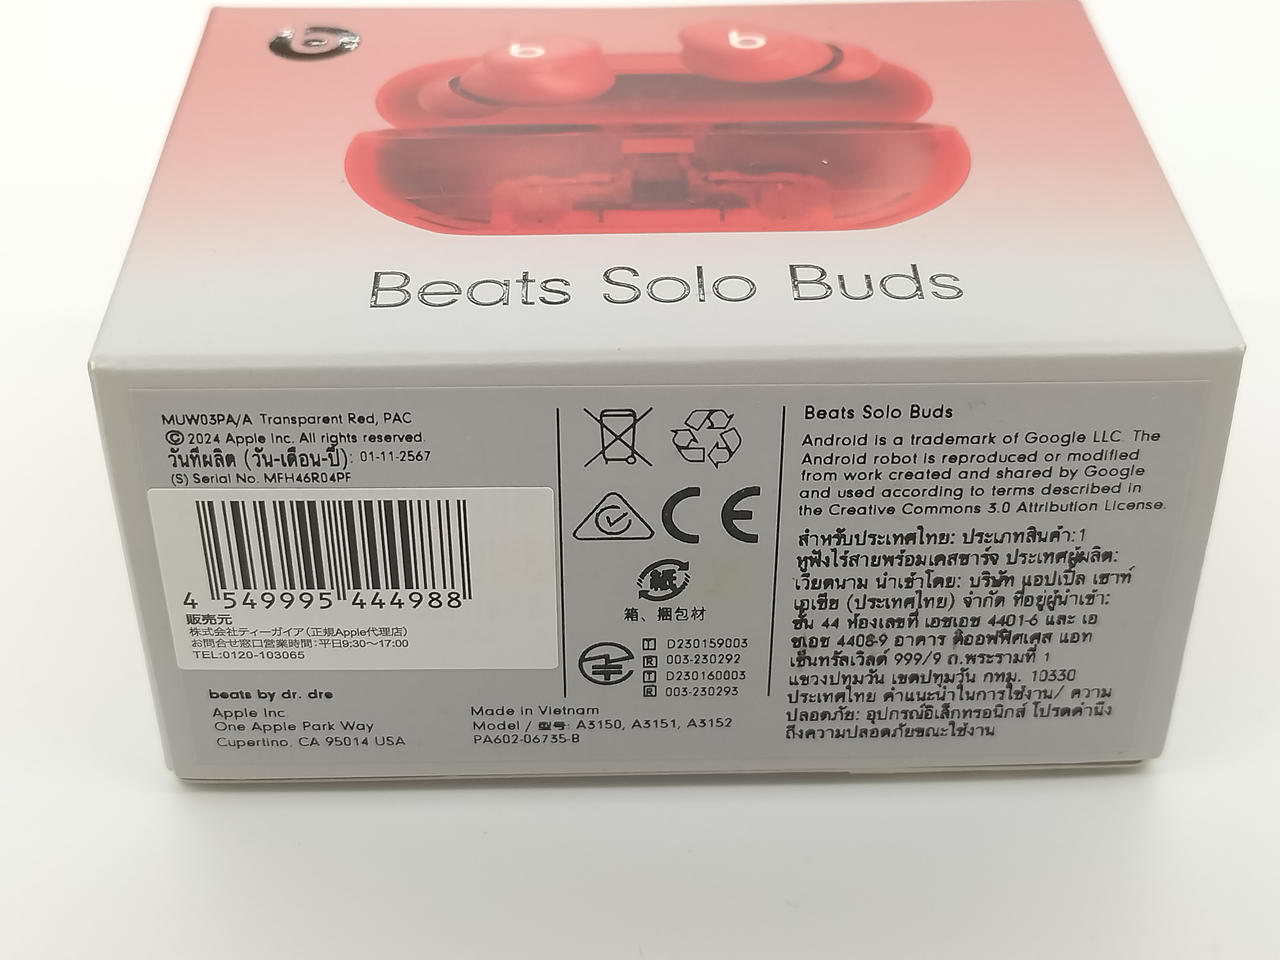 Beats Solo Buds
MUW03PA/A Transparent Red, PAC
© 2024 Apple Inc. All rights reserved.
วันที่ผลิต (วัน-เดือน-ปี): 01-11-2567
(S) Serial No. MFH46R04PF
4 549995 444988
販売元
株式会社ティーガイア(正規Apple代理店)
お問合せ窓口営業時間:平日9:30～17:00
TEL:0120-103065
beats by dr. dre
Apple Inc.
One Apple Park Way
Cupertino, CA 95014 USA
Made in Vietnam
Model / 型号: A3150, A3151, A3152
PA602-06735-B
CE
箱、捆包材
T D230159003
R 003-230292
T D230160003
R 003-230293
Beats Solo Buds
Android is a trademark of Google LLC. The
Android robot is reproduced or modified
from work created and shared by Google
and used according to terms described in
the Creative Commons 3.0 Attribution License.
สำหรับประเทศไทย: ประเภทสินค้า:1
หูฟังไร้สายพร้อมเคสชาร์จ ประเทศผู้ผลิต:
เวียดนาม นำเข้าโดย: บริษัท แอปเปิ้ล เซาท์
เอเชีย (ประเทศไทย) จำกัด ที่อยู่ผู้นำเข้า:
ชั้น 44 ห้องเลขที่ เอชเอช 4401-6 และ เอ
ชเอช 4408-9 อาคาร ดิออฟฟิศเศส แอท
เซ็นทรัลเวิลด์ 999/9 ถ.พระรามที่ 1
แขวงปทุมวัน เขตปทุมวัน กทม. 10330
ประเทศไทย คำแนะนำในการใช้งาน/ ความ
ปลอดภัย: อุปกรณ์อิเล็กทรอนิกส์ โปรดคำนึง
ถึงความปลอดภัยขณะใช้งาน